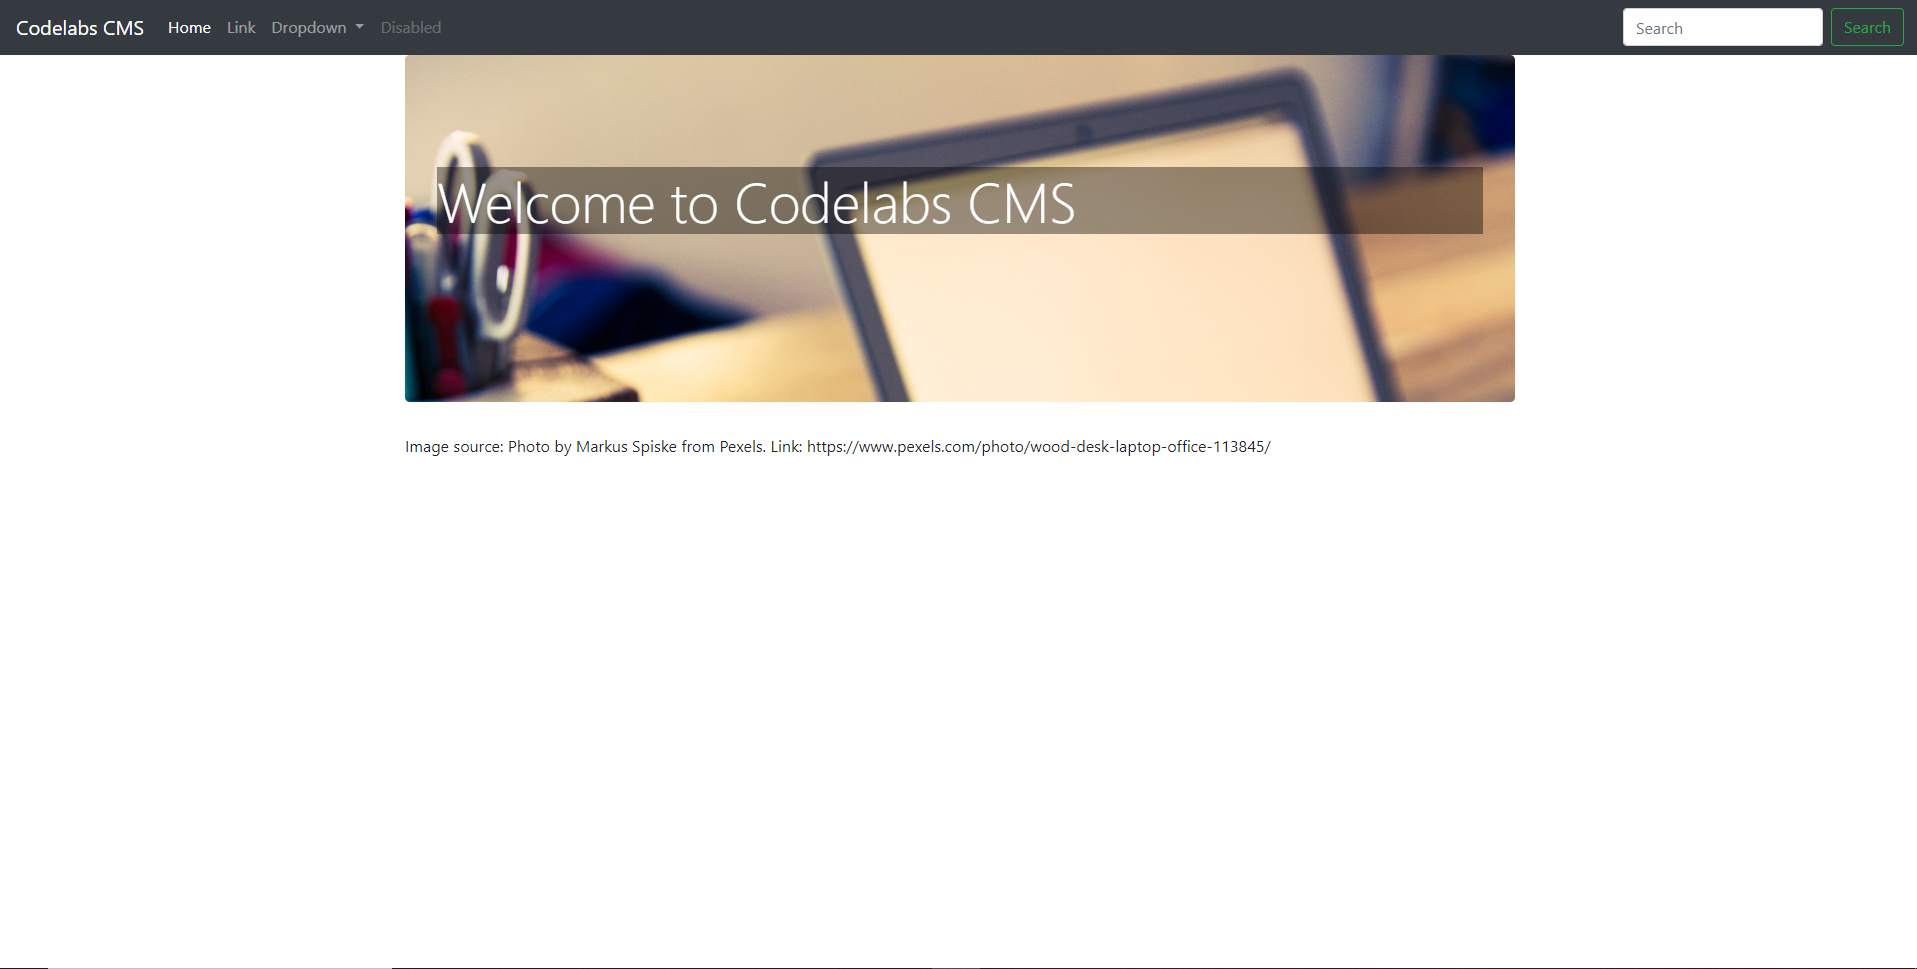 Codelabs CMS Home Link Dropdown Disabled Search Search
Welcome to Codelabs CMS
Image source: Photo by Markus Spiske from Pexels. Link: https://www.pexels.com/photo/wood-desk-laptop-office-113845/